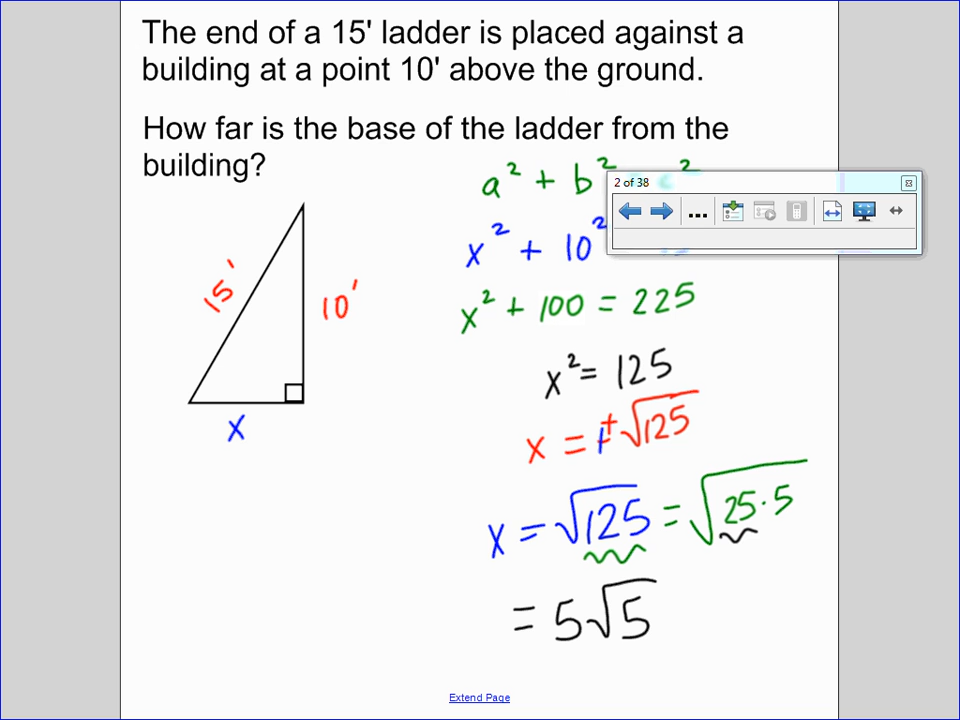 The end of a 15' ladder is placed against a
building at a point 10' above the ground.
How far is the base of the ladder from the
building?
a² + b² c²
2 of 38
x² + 10²
15'
10'
x² + 100 = 225
x² = 125
x
x = ±√125
x = √125 = √25·5
= 5√5
Extend Page